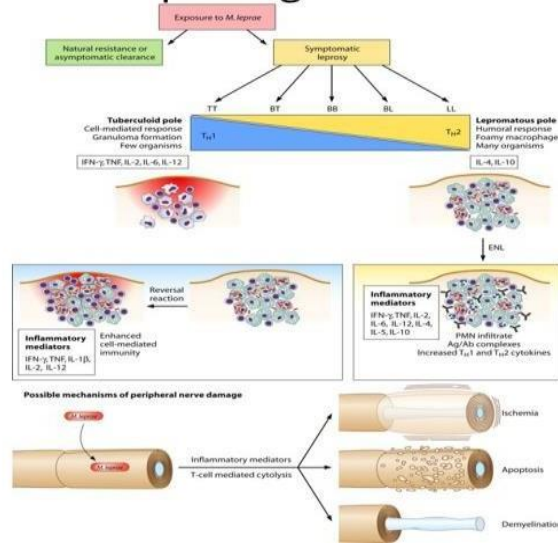 Exposure to M. leprae
Natural resistance or
asymptomatic clearance
Symptomatic
leprosy
TT BT BB BL LL
Tuberculoid pole
Cell-mediated response
Granuloma formation
Few organisms
IFN-γ, TNF, IL-2, IL-6, IL-12
TH1
TH2
Lepromatous pole
Humoral response
Foamy macrophage
Many organisms
IL-4, IL-10
ENL
Reversal
reaction
Inflammatory
mediators
IFN-γ, TNF, IL-1β,
IL-2, IL-12
Enhanced
cell-mediated
immunity
Inflammatory
mediators
IFN-γ, TNF, IL-2,
IL-6, IL-12, IL-4,
IL-5, IL-10
PMN infiltrate
Ag/Ab complexes
Increased TH1 and TH2 cytokines
Possible mechanisms of peripheral nerve damage
M. leprae
M. leprae
Inflammatory mediators
T-cell mediated cytolysis
Ischemia
Apoptosis
Demyelination